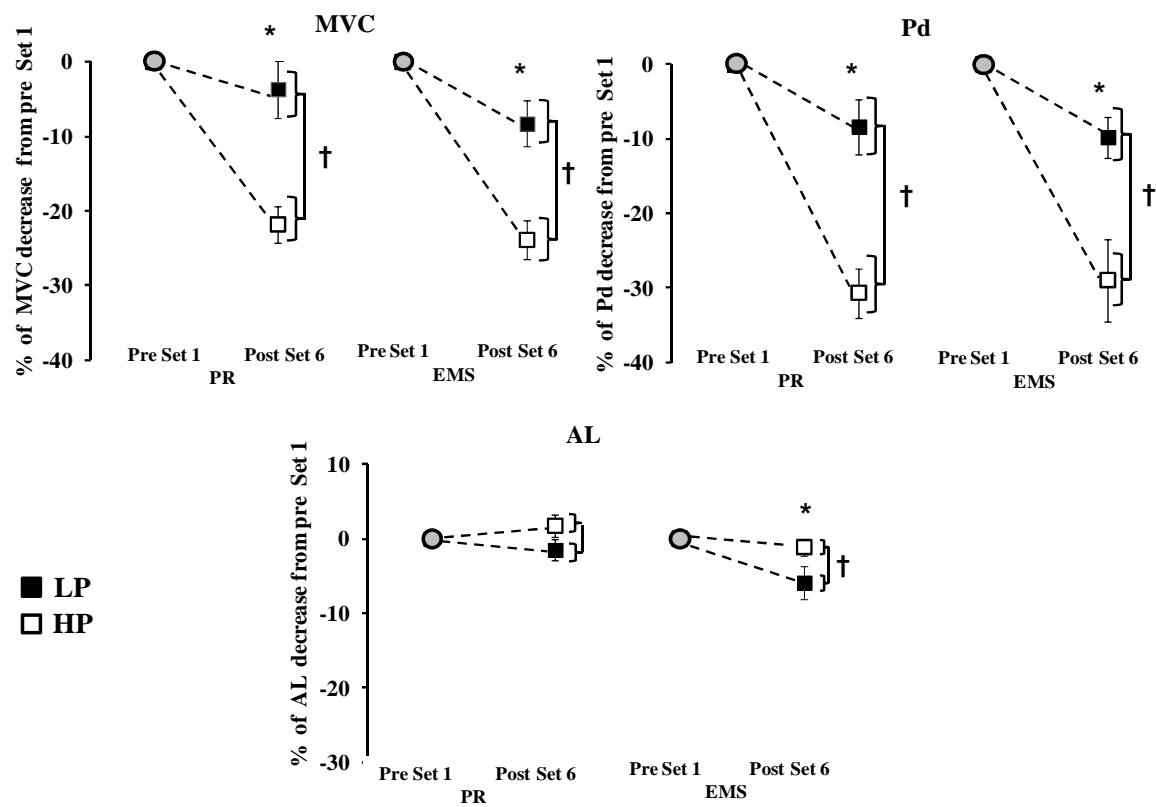 MVC
% of MVC decrease from pre Set 1
0
-10
-20
-30
-40
*
†
*
†
Pre Set 1
Post Set 6
Pre Set 1
Post Set 6
PR
EMS
Pd
% of Pd decrease from pre Set 1
0
-10
-20
-30
-40
*
†
*
†
Pre Set 1
Post Set 6
Pre Set 1
Post Set 6
PR
EMS
AL
% of AL decrease from pre Set 1
10
0
-10
-20
-30
*
†
Pre Set 1
Post Set 6
Pre Set 1
Post Set 6
PR
EMS
LP
HP